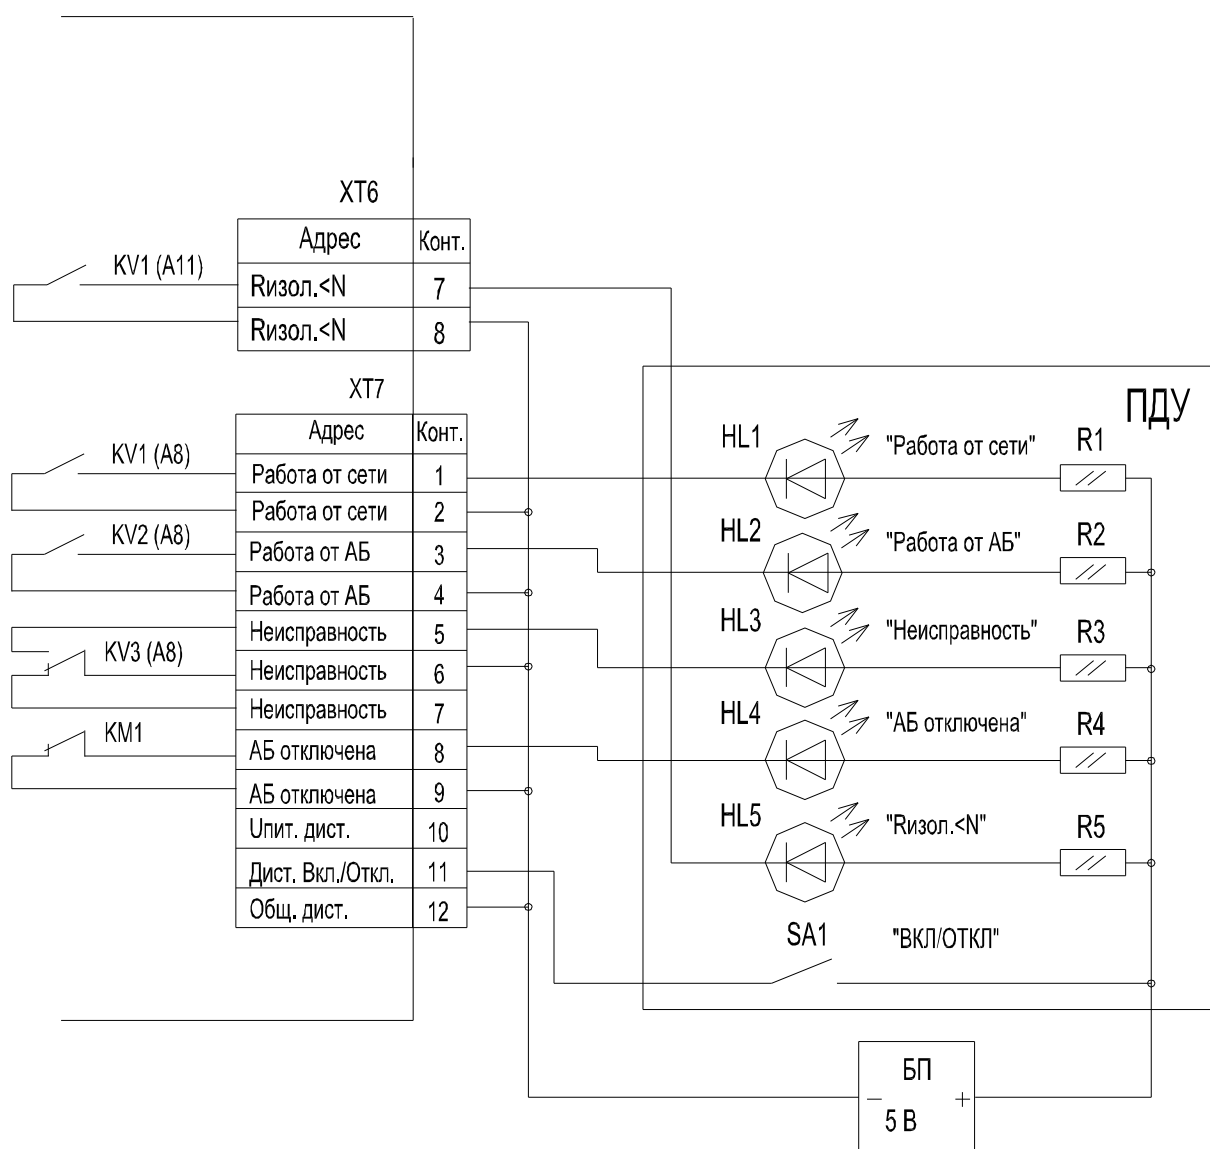 XT6
Адрес Конт.
KV1 (A11)
Rизол.<N 7
Rизол.<N 8
XT7
Адрес Конт.
KV1 (A8)
Работа от сети 1
Работа от сети 2
KV2 (A8)
Работа от АБ 3
Работа от АБ 4
Неисправность 5
KV3 (A8)
Неисправность 6
Неисправность 7
KM1
АБ отключена 8
АБ отключена 9
Uпит. дист. 10
Дист. Вкл./Откл. 11
Общ. дист. 12
ПДУ
HL1 "Работа от сети" R1
HL2 "Работа от АБ" R2
HL3 "Неисправность" R3
HL4 "АБ отключена" R4
HL5 "Rизол.<N" R5
SA1 "ВКЛ/ОТКЛ"
БП
− +
5 В